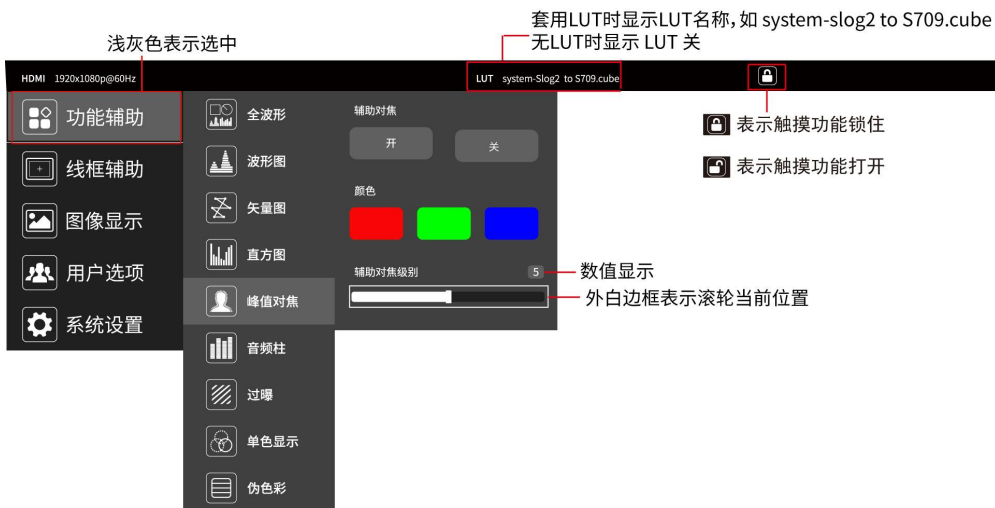 套用LUT时显示LUT名称，如 system-slog2 to S709.cube
无LUT时显示 LUT 关
浅灰色表示选中
HDMI 1920x1080p@60Hz
LUT system-Slog2 to S709.cube
功能辅助
线框辅助
图像显示
用户选项
系统设置
全波形
波形图
矢量图
直方图
峰值对焦
音频柱
过曝
单色显示
伪色彩
辅助对焦
开 关
颜色
辅助对焦级别 5
表示触摸功能锁住
表示触摸功能打开
数值显示
外白边框表示滚轮当前位置